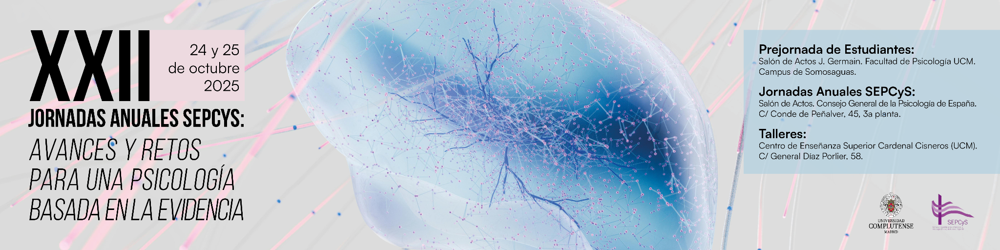 XXII
24 y 25
de octubre
2025
JORNADAS ANUALES SEPCYS:
AVANCES Y RETOS
PARA UNA PSICOLOGÍA
BASADA EN LA EVIDENCIA
Prejornada de Estudiantes:
Salón de Actos J. Germain. Facultad de Psicología UCM.
Campus de Somosaguas.
Jornadas Anuales SEPCyS:
Salón de Actos. Consejo General de la Psicología de España.
C/ Conde de Peñalver, 45, 3a planta.
Talleres:
Centro de Enseñanza Superior Cardenal Cisneros (UCM).
C/ General Díaz Porlier, 58.
UNIVERSIDAD
COMPLUTENSE
MADRID
SEPCyS